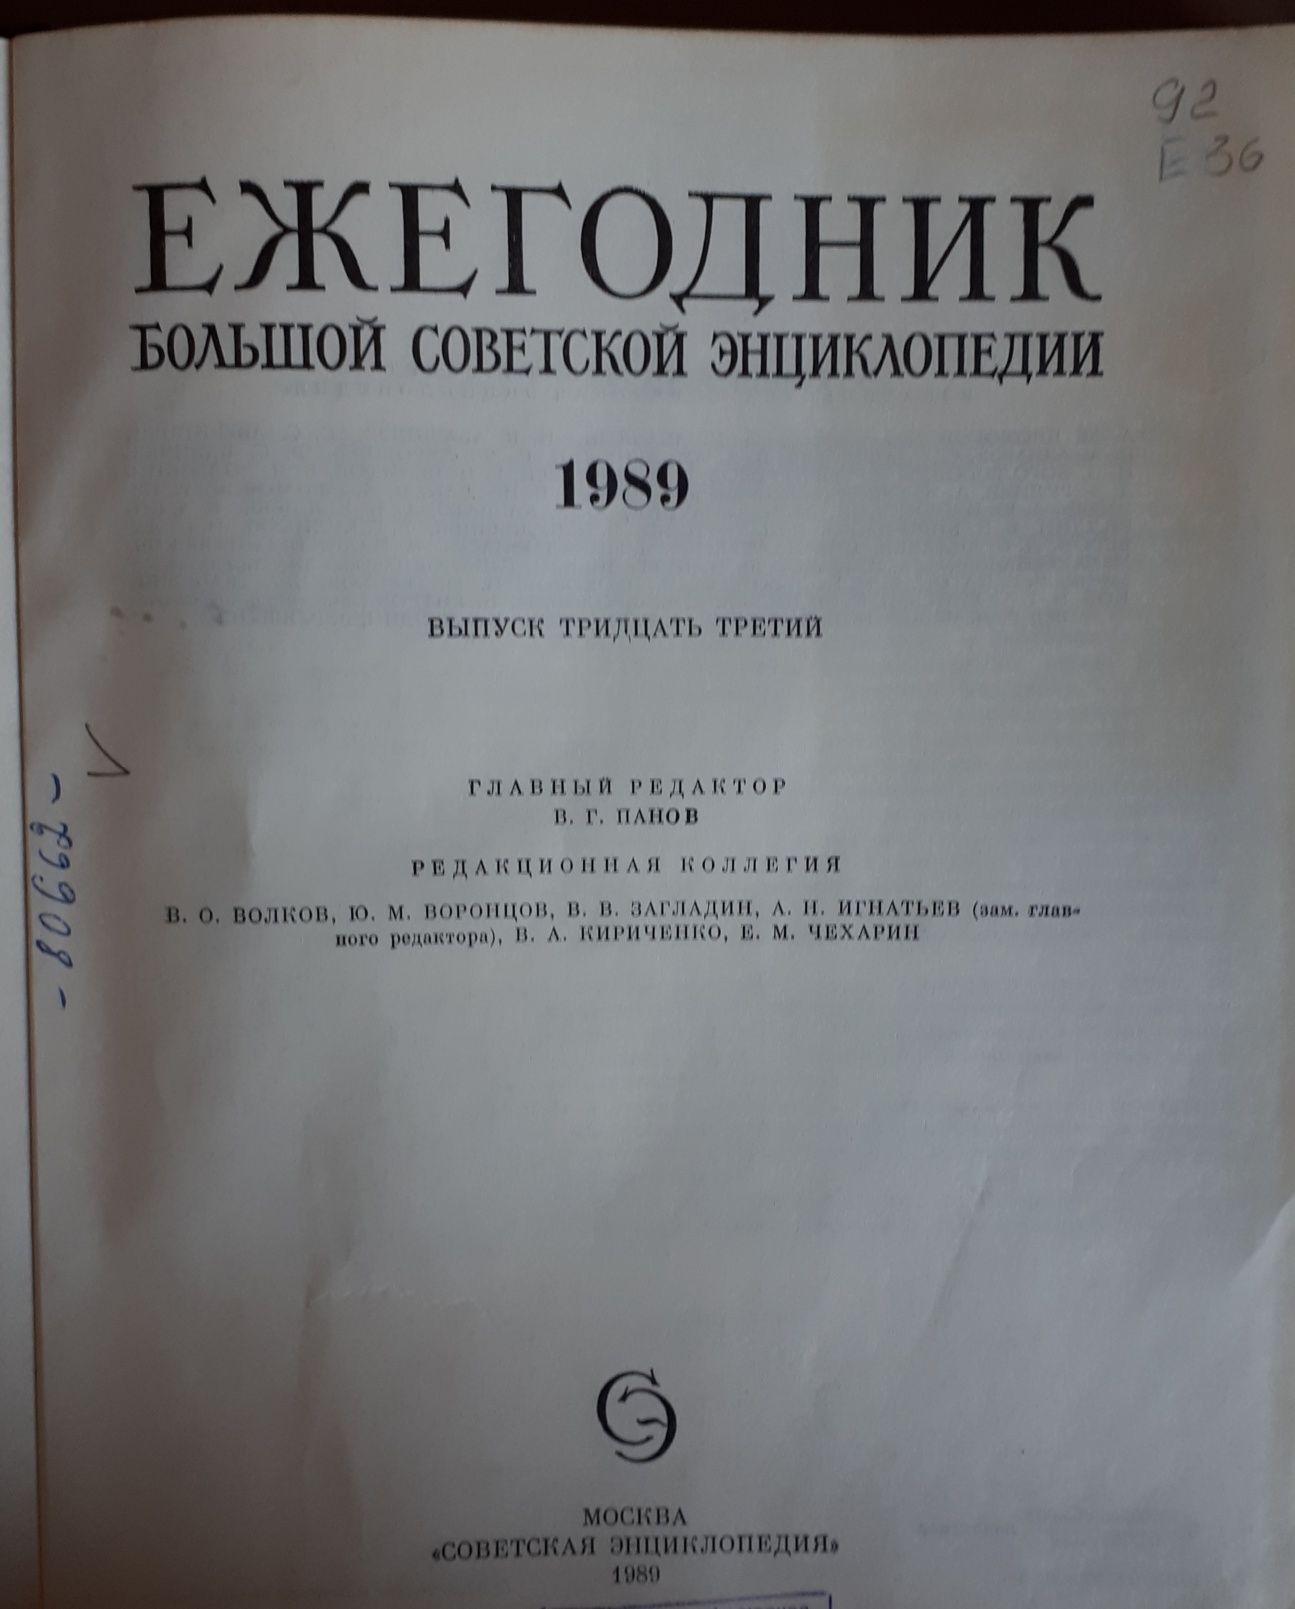 92
Е 36
ЕЖЕГОДНИК
БОЛЬШОЙ СОВЕТСКОЙ ЭНЦИКЛОПЕДИИ
1989
ВЫПУСК ТРИДЦАТЬ ТРЕТИЙ
ГЛАВНЫЙ РЕДАКТОР
В. Г. ПАНОВ
РЕДАКЦИОННАЯ КОЛЛЕГИЯ
В. О. ВОЛКОВ, Ю. М. ВОРОНЦОВ, В. В. ЗАГЛАДИН, А. Н. ИГНАТЬЕВ (зам. глав-
ного редактора), В. А. КИРИЧЕНКО, Е. М. ЧЕХАРИН
- 80662 -
МОСКВА
«СОВЕТСКАЯ ЭНЦИКЛОПЕДИЯ»
1989